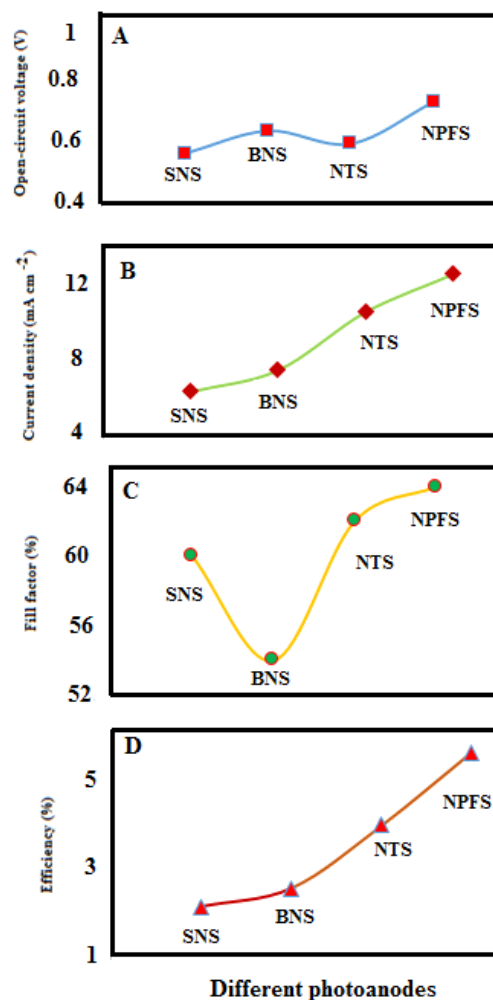 A
Open-circuit voltage (V)
1
0.8
0.6
0.4
SNS
BNS
NTS
NPFS
B
Current density (mA cm -2)
12
8
4
SNS
BNS
NTS
NPFS
C
Fill factor (%)
64
60
56
52
SNS
BNS
NTS
NPFS
D
Efficiency (%)
5
3
1
SNS
BNS
NTS
NPFS
Different photoanodes